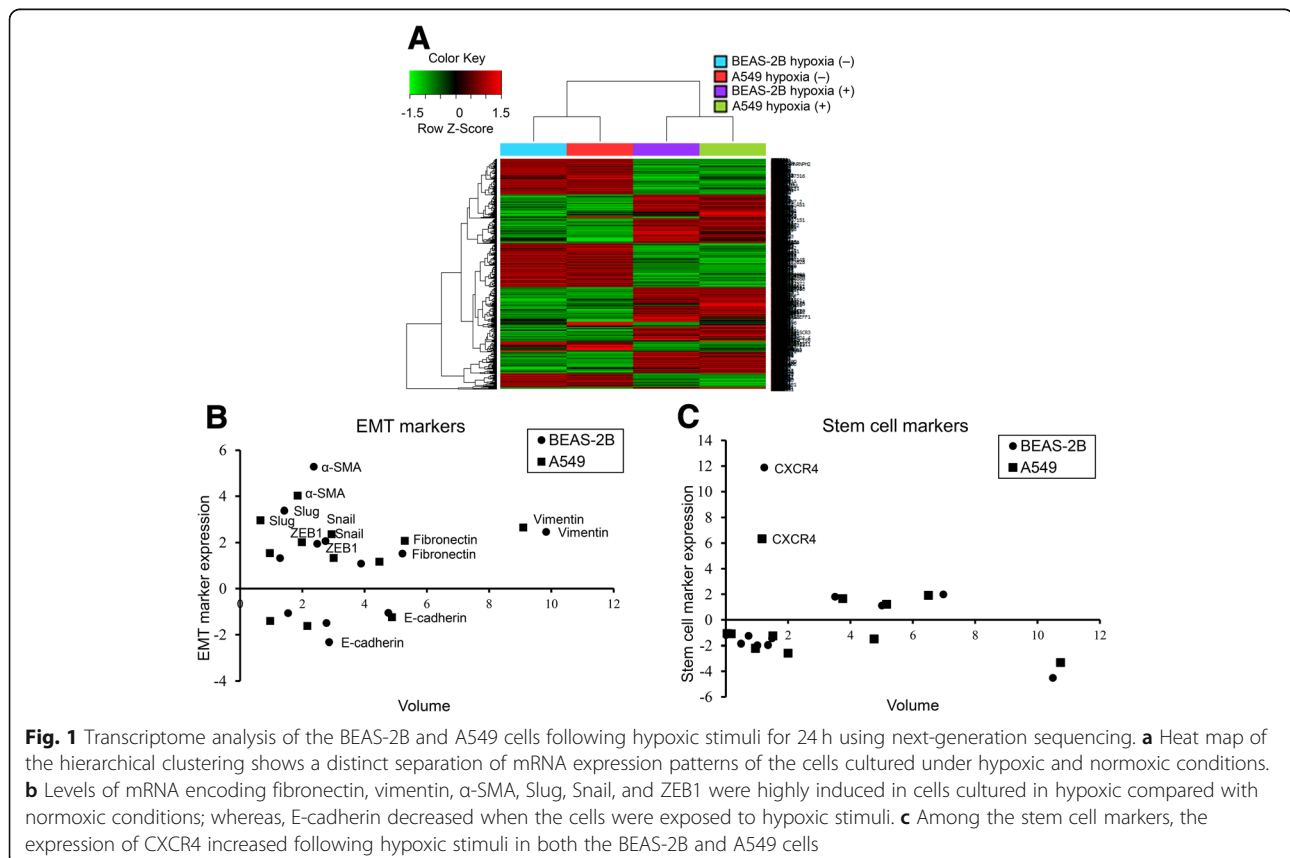 A
Color Key
-1.5 0 1.5
Row Z-Score
BEAS-2B hypoxia (–)
A549 hypoxia (–)
BEAS-2B hypoxia (+)
A549 hypoxia (+)
B
EMT markers
BEAS-2B
A549
EMT marker expression
6
4
2
0
-2
-4
0 2 4 6 8 10 12
Volume
α-SMA
α-SMA
Slug
Slug
Snail
ZEB1
Snail
ZEB1
Fibronectin
Fibronectin
Vimentin
Vimentin
E-cadherin
E-cadherin
C
Stem cell markers
BEAS-2B
A549
Stem cell marker expression
14
12
10
8
6
4
2
0
-2
-4
-6
2 4 6 8 10 12
Volume
CXCR4
CXCR4
Fig. 1 Transcriptome analysis of the BEAS-2B and A549 cells following hypoxic stimuli for 24 h using next-generation sequencing. a Heat map of
the hierarchical clustering shows a distinct separation of mRNA expression patterns of the cells cultured under hypoxic and normoxic conditions.
b Levels of mRNA encoding fibronectin, vimentin, α-SMA, Slug, Snail, and ZEB1 were highly induced in cells cultured in hypoxic compared with
normoxic conditions; whereas, E-cadherin decreased when the cells were exposed to hypoxic stimuli. c Among the stem cell markers, the
expression of CXCR4 increased following hypoxic stimuli in both the BEAS-2B and A549 cells